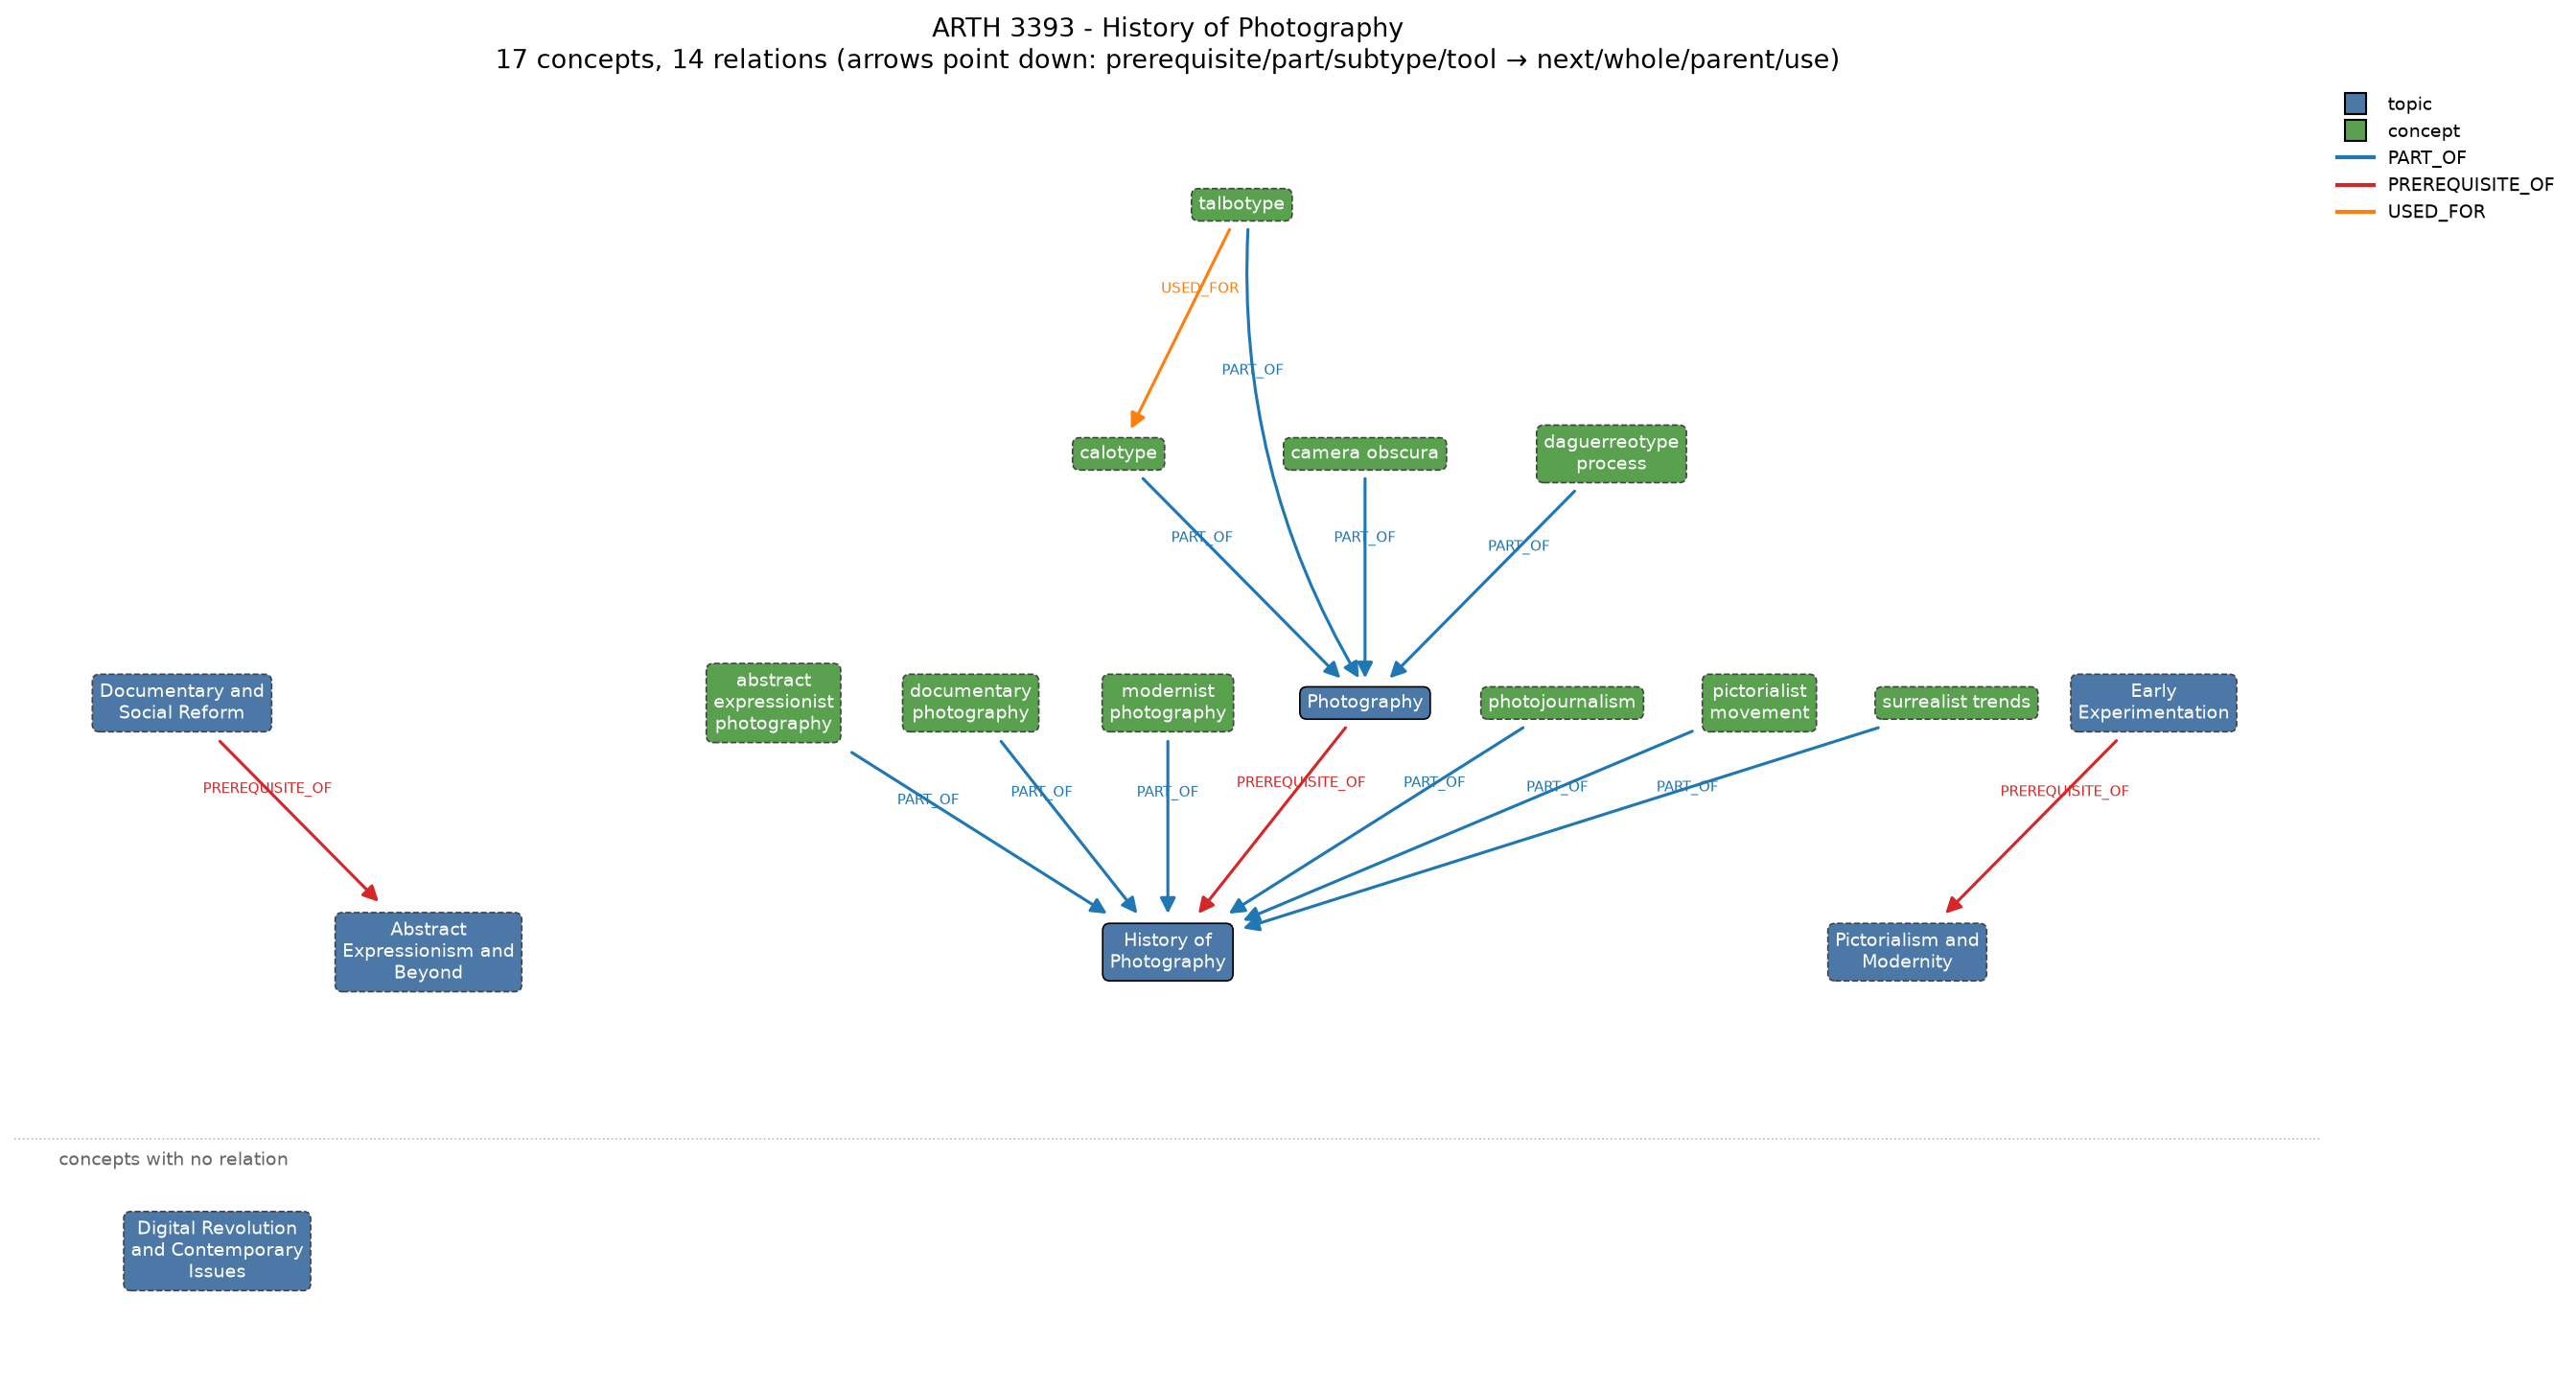 ARTH 3393 - History of Photography
17 concepts, 14 relations (arrows point down: prerequisite/part/subtype/tool → next/whole/parent/use)
topic
concept
PART_OF
PREREQUISITE_OF
USED_FOR
talbotype
USED_FOR
PART_OF
calotype
camera obscura
daguerreotype
process
PART_OF
PART_OF
PART_OF
Documentary and
Social Reform
abstract
expressionist
photography
documentary
photography
modernist
photography
Photography
photojournalism
pictorialist
movement
surrealist trends
Early
Experimentation
PREREQUISITE_OF
PART_OF
PART_OF
PART_OF
PREREQUISITE_OF
PART_OF
PART_OF
PART_OF
PREREQUISITE_OF
Abstract
Expressionism and
Beyond
History of
Photography
Pictorialism and
Modernity
concepts with no relation
Digital Revolution
and Contemporary
Issues